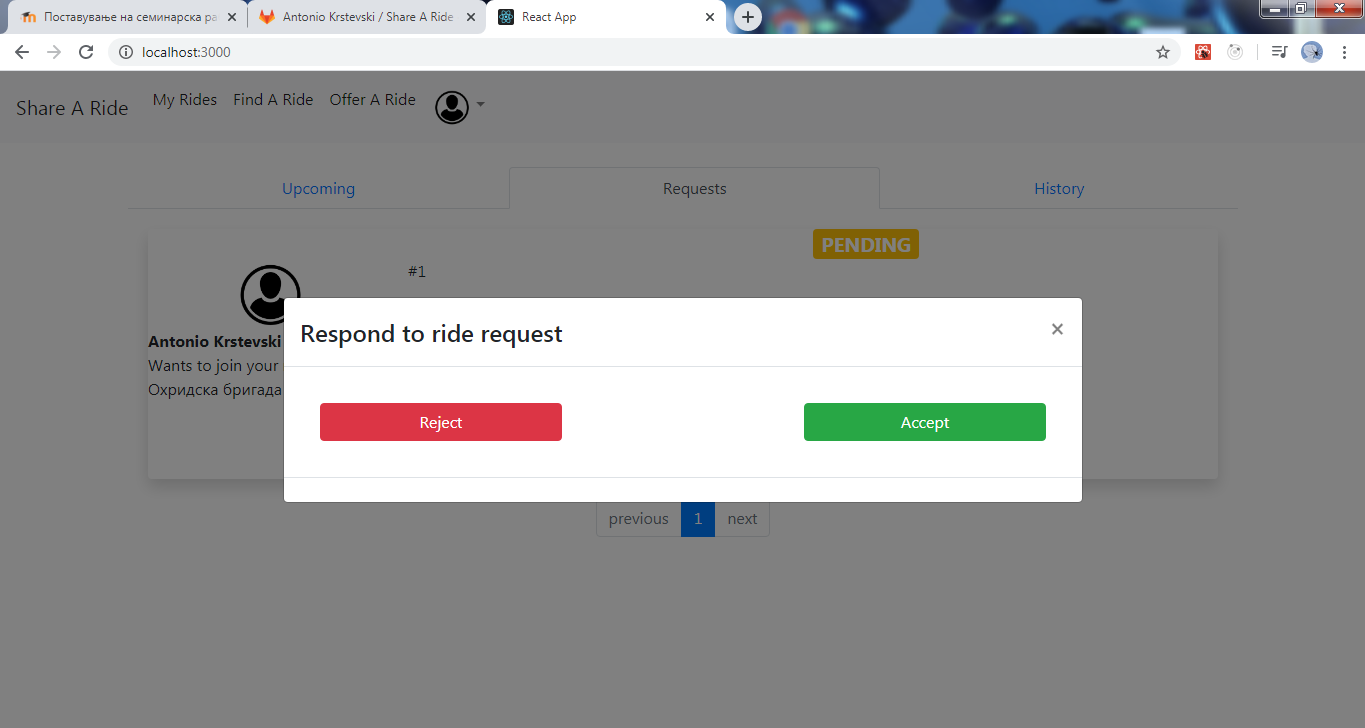 Поставување на семинарска ра
Antonio Krstevski / Share A Ride
React App
localhost:3000
Share A Ride
My Rides
Find A Ride
Offer A Ride
Upcoming
Requests
History
PENDING
#1
Antonio Krstevski
Wants to join your
Охридска бригада
Respond to ride request
×
Reject
Accept
previous
1
next